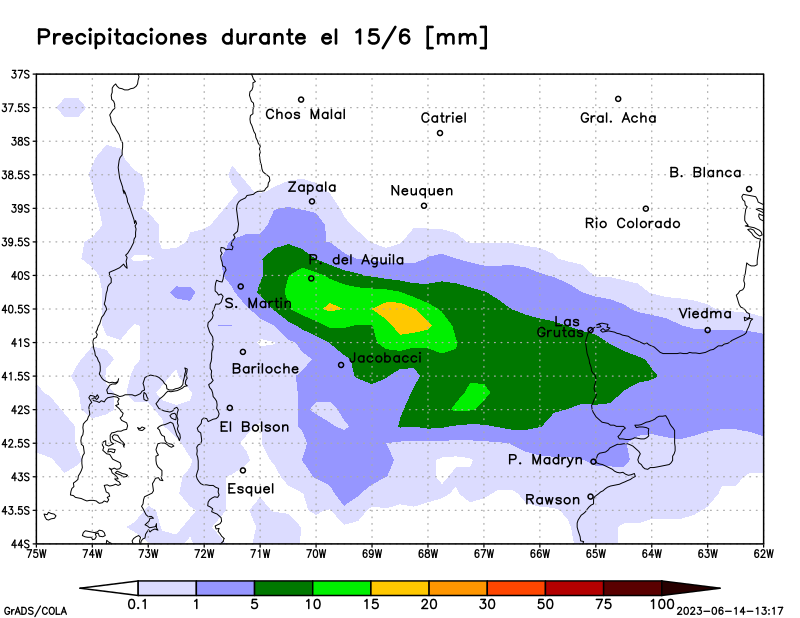 Precipitaciones durante el 15/6 [mm]
37S
37.5S
Chos Malal
Catriel
Gral. Acha
38S
38.5S
B. Blanca
Zapala
Neuquen
39S
Rio Colorado
39.5S
P. del Aguila
40S
S. Martin
40.5S
Viedma
Las
Grutas
41S
Jacobacci
Bariloche
41.5S
42S
El Bolson
42.5S
P. Madryn
43S
Esquel
Rawson
43.5S
44S
75W 74W 73W 72W 71W 70W 69W 68W 67W 66W 65W 64W 63W 62W
0.1 1 5 10 15 20 30 50 75 100
GrADS/COLA
2023-06-14-13:17